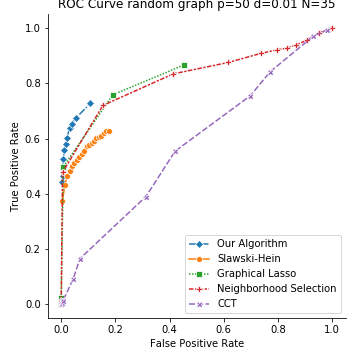 ROC Curve random graph p=50 d=0.01 N=35
True Positive Rate
1.0
0.8
0.6
0.4
0.2
0.0
Our Algorithm
Slawski-Hein
Graphical Lasso
Neighborhood Selection
CCT
0.0 0.2 0.4 0.6 0.8 1.0
False Positive Rate